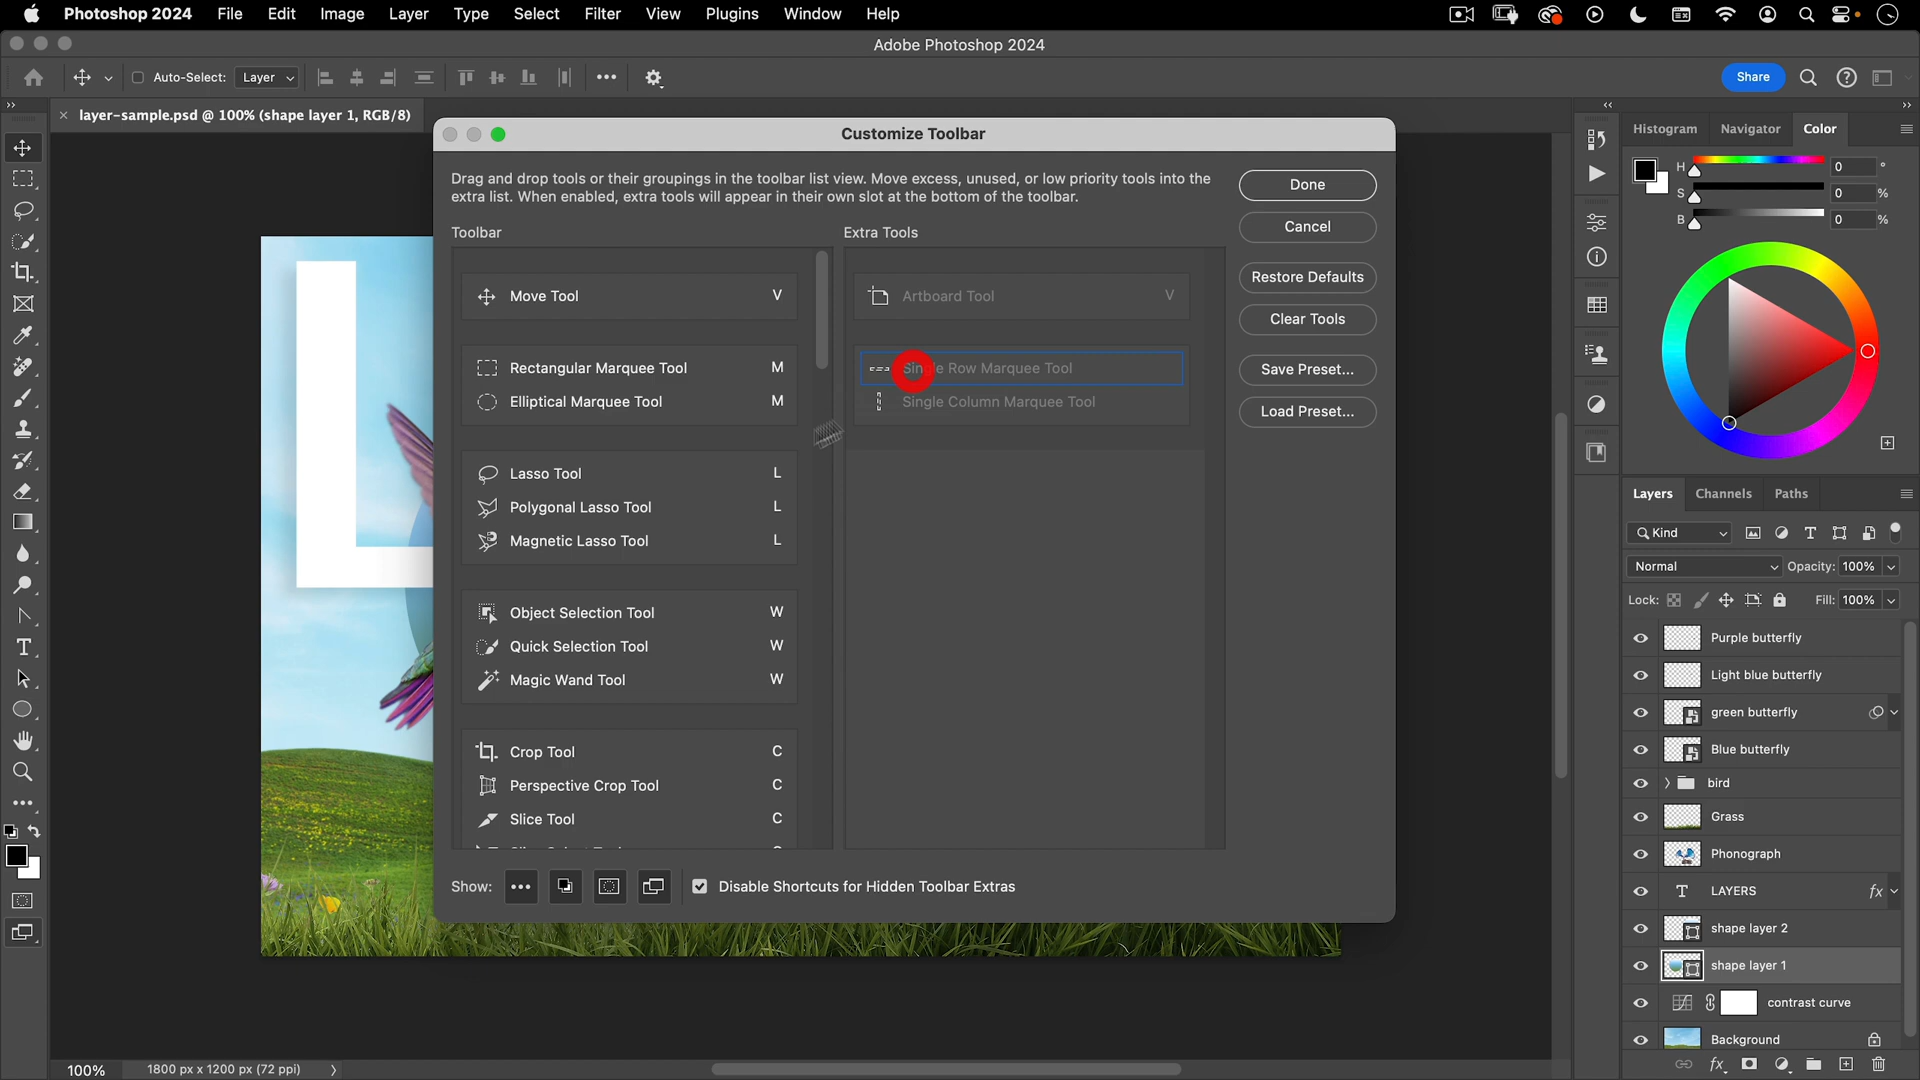 Photoshop 2024 File Edit Image Layer Type Select Filter View Plugins Window Help
Adobe Photoshop 2024
Auto-Select: Layer
Share
layer-sample.psd @ 100% (shape layer 1, RGB/8)
Customize Toolbar
Drag and drop tools or their groupings in the toolbar list view. Move excess, unused, or low priority tools into the
extra list. When enabled, extra tools will appear in their own slot at the bottom of the toolbar.
Toolbar
Move Tool V
Rectangular Marquee Tool M
Elliptical Marquee Tool M
Lasso Tool L
Polygonal Lasso Tool L
Magnetic Lasso Tool L
Object Selection Tool W
Quick Selection Tool W
Magic Wand Tool W
Crop Tool C
Perspective Crop Tool C
Slice Tool C
Extra Tools
Artboard Tool V
Single Row Marquee Tool
Single Column Marquee Tool
Done
Cancel
Restore Defaults
Clear Tools
Save Preset...
Load Preset...
Show:
Disable Shortcuts for Hidden Toolbar Extras
Histogram Navigator Color
H 0 °
S 0 %
B 0 %
Layers Channels Paths
Kind
Normal Opacity: 100%
Lock: Fill: 100%
Purple butterfly
Light blue butterfly
green butterfly
Blue butterfly
bird
Grass
Phonograph
T LAYERS fx
shape layer 2
shape layer 1
contrast curve
Background
fx
100% 1800 px x 1200 px (72 ppi)
L